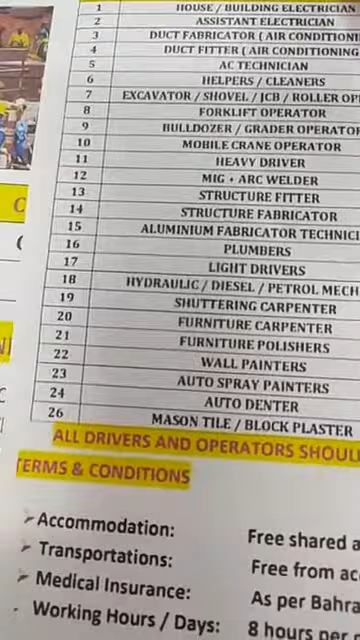 1 HOUSE / BUILDING ELECTRICIAN
2 ASSISTANT ELECTRICIAN
3 DUCT FABRICATOR ( AIR CONDITIONI
4 DUCT FITTER ( AIR CONDITIONING
5 AC TECHNICIAN
6 HELPERS / CLEANERS
7 EXCAVATOR / SHOVEL / JCB / ROLLER OP
8 FORKLIFT OPERATOR
9 BULLDOZER / GRADER OPERATO
10 MOBILE CRANE OPERATOR
11 HEAVY DRIVER
12 MIG + ARC WELDER
13 STRUCTURE FITTER
14 STRUCTURE FABRICATOR
15 ALUMINIUM FABRICATOR TECHNICI
16 PLUMBERS
17 LIGHT DRIVERS
18 HYDRAULIC / DIESEL / PETROL MECH
19 SHUTTERING CARPENTER
20 FURNITURE CARPENTER
21 FURNITURE POLISHERS
22 WALL PAINTERS
23 AUTO SPRAY PAINTERS
24 AUTO DENTER
26 MASON TILE / BLOCK PLASTER
ALL DRIVERS AND OPERATORS SHOUL
TERMS & CONDITIONS
Accommodation: Free shared a
Transportations: Free from ac
Medical Insurance: As per Bahra
Working Hours / Days: 8 hours per